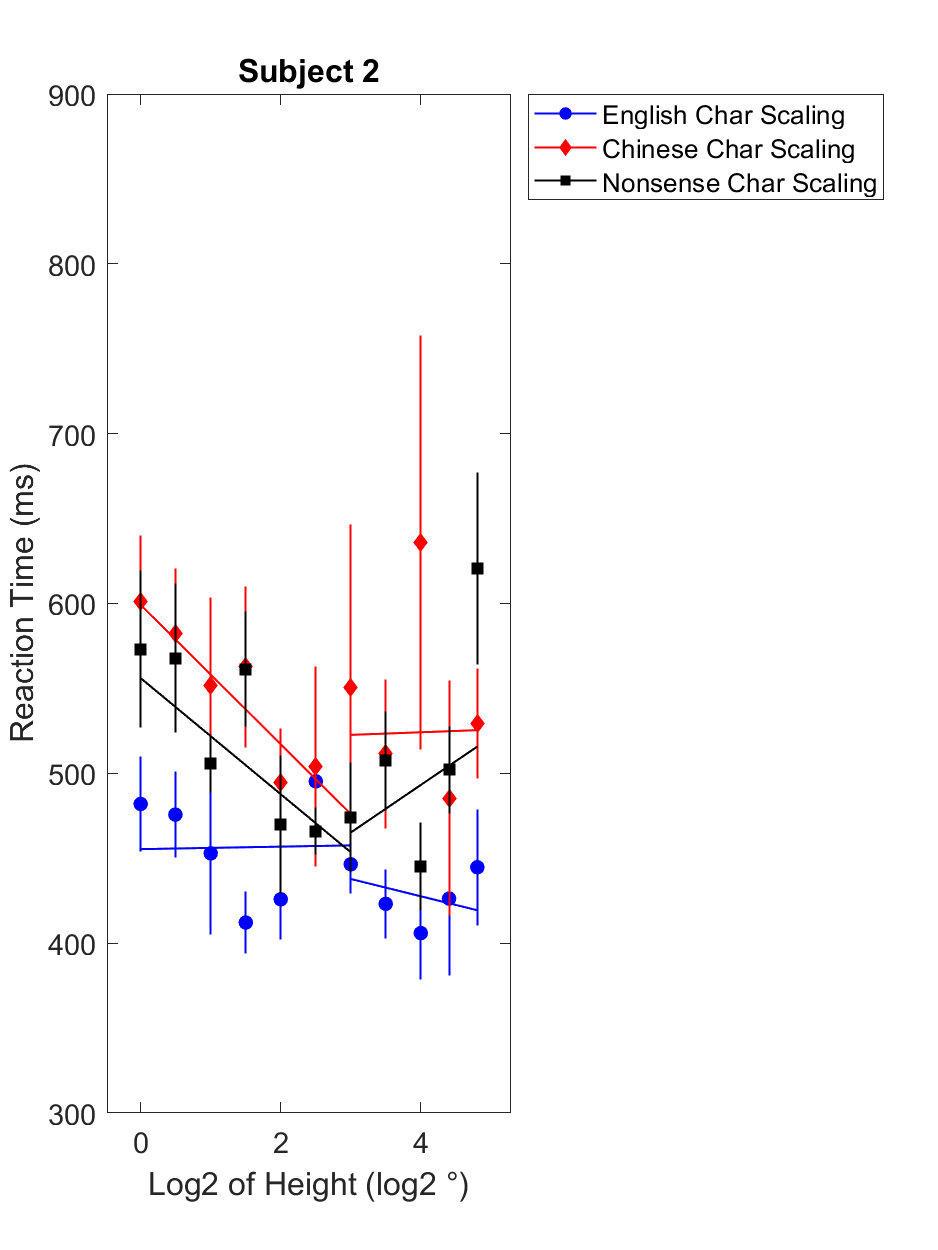 Subject 2
English Char Scaling
Chinese Char Scaling
Nonsense Char Scaling
900
800
700
600
500
400
300
Reaction Time (ms)
0 2 4
Log2 of Height (log2 °)